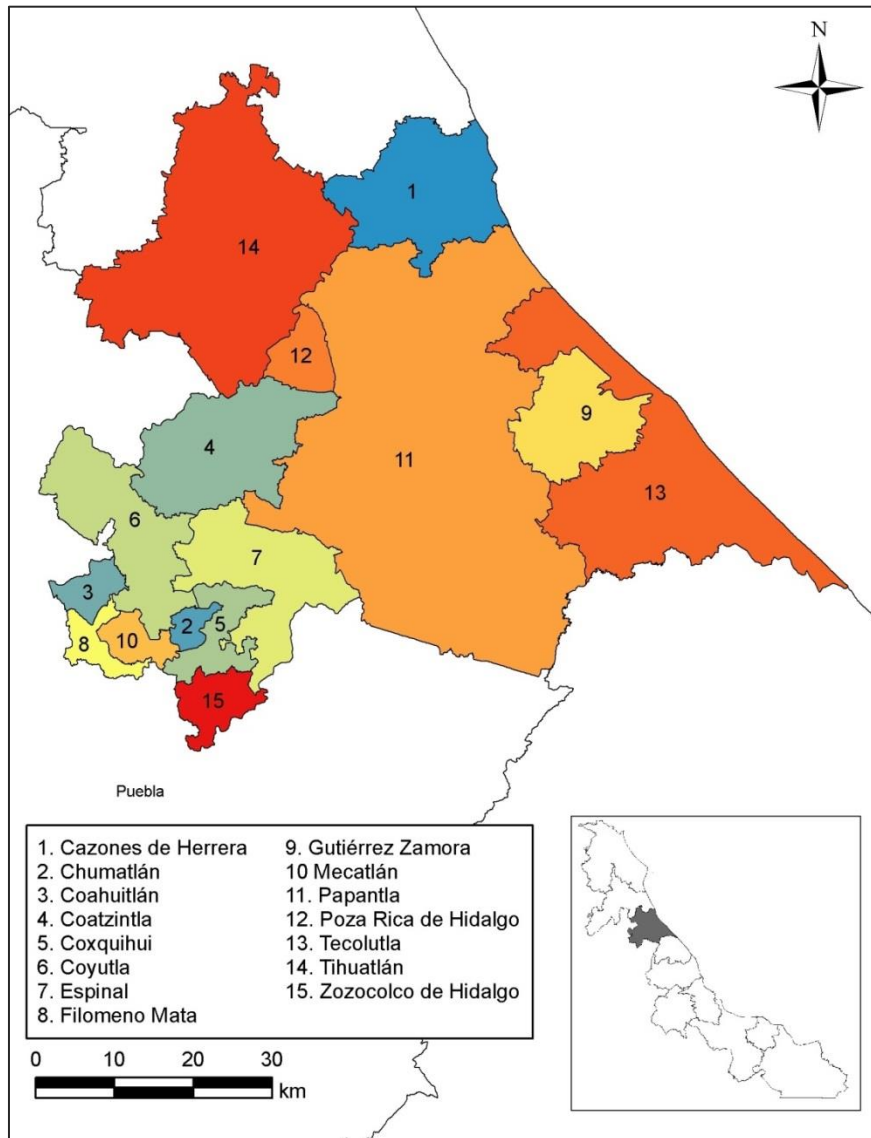 N
1
14
12
9
4
11
13
6
7
3
2
5
8
10
15
Puebla
1. Cazones de Herrera
2. Chumatlán
3. Coahuitlán
4. Coatzintla
5. Coxquihui
6. Coyutla
7. Espinal
8. Filomeno Mata
9. Gutiérrez Zamora
10 Mecatlán
11. Papantla
12. Poza Rica de Hidalgo
13. Tecolutla
14. Tihuatlán
15. Zozocolco de Hidalgo
0 10 20 30
km